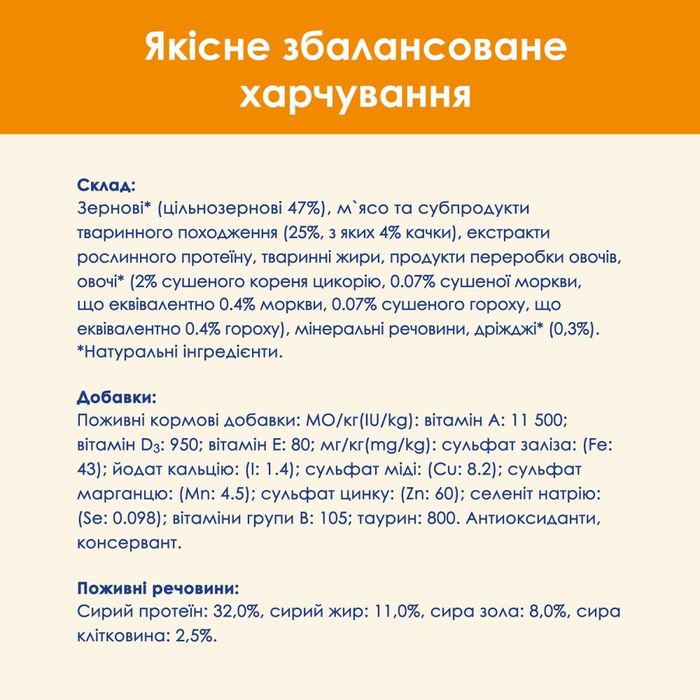 Якісне збалансоване
харчування
Склад:
Зернові* (цільнозернові 47%), м`ясо та субпродукти
тваринного походження (25%, з яких 4% качки), екстракти
рослинного протеїну, тваринні жири, продукти переробки овочів,
овочі* (2% сушеного кореня цикорію, 0.07% сушеної моркви,
що еквівалентно 0.4% моркви, 0.07% сушеного гороху, що
еквівалентно 0.4% гороху), мінеральні речовини, дріжджі* (0,3%).
*Натуральні інгредієнти.
Добавки:
Поживні кормові добавки: МО/кг(IU/kg): вітамін А: 11 500;
вітамін D₃: 950; вітамін Е: 80; мг/кг(mg/kg): сульфат заліза: (Fe:
43); йодат кальцію: (I: 1.4); сульфат міді: (Cu: 8.2); сульфат
марганцю: (Mn: 4.5); сульфат цинку: (Zn: 60); селеніт натрію:
(Se: 0.098); вітаміни групи В: 105; таурин: 800. Антиоксиданти,
консервант.
Поживні речовини:
Сирий протеїн: 32,0%, сирий жир: 11,0%, сира зола: 8,0%, сира
клітковина: 2,5%.